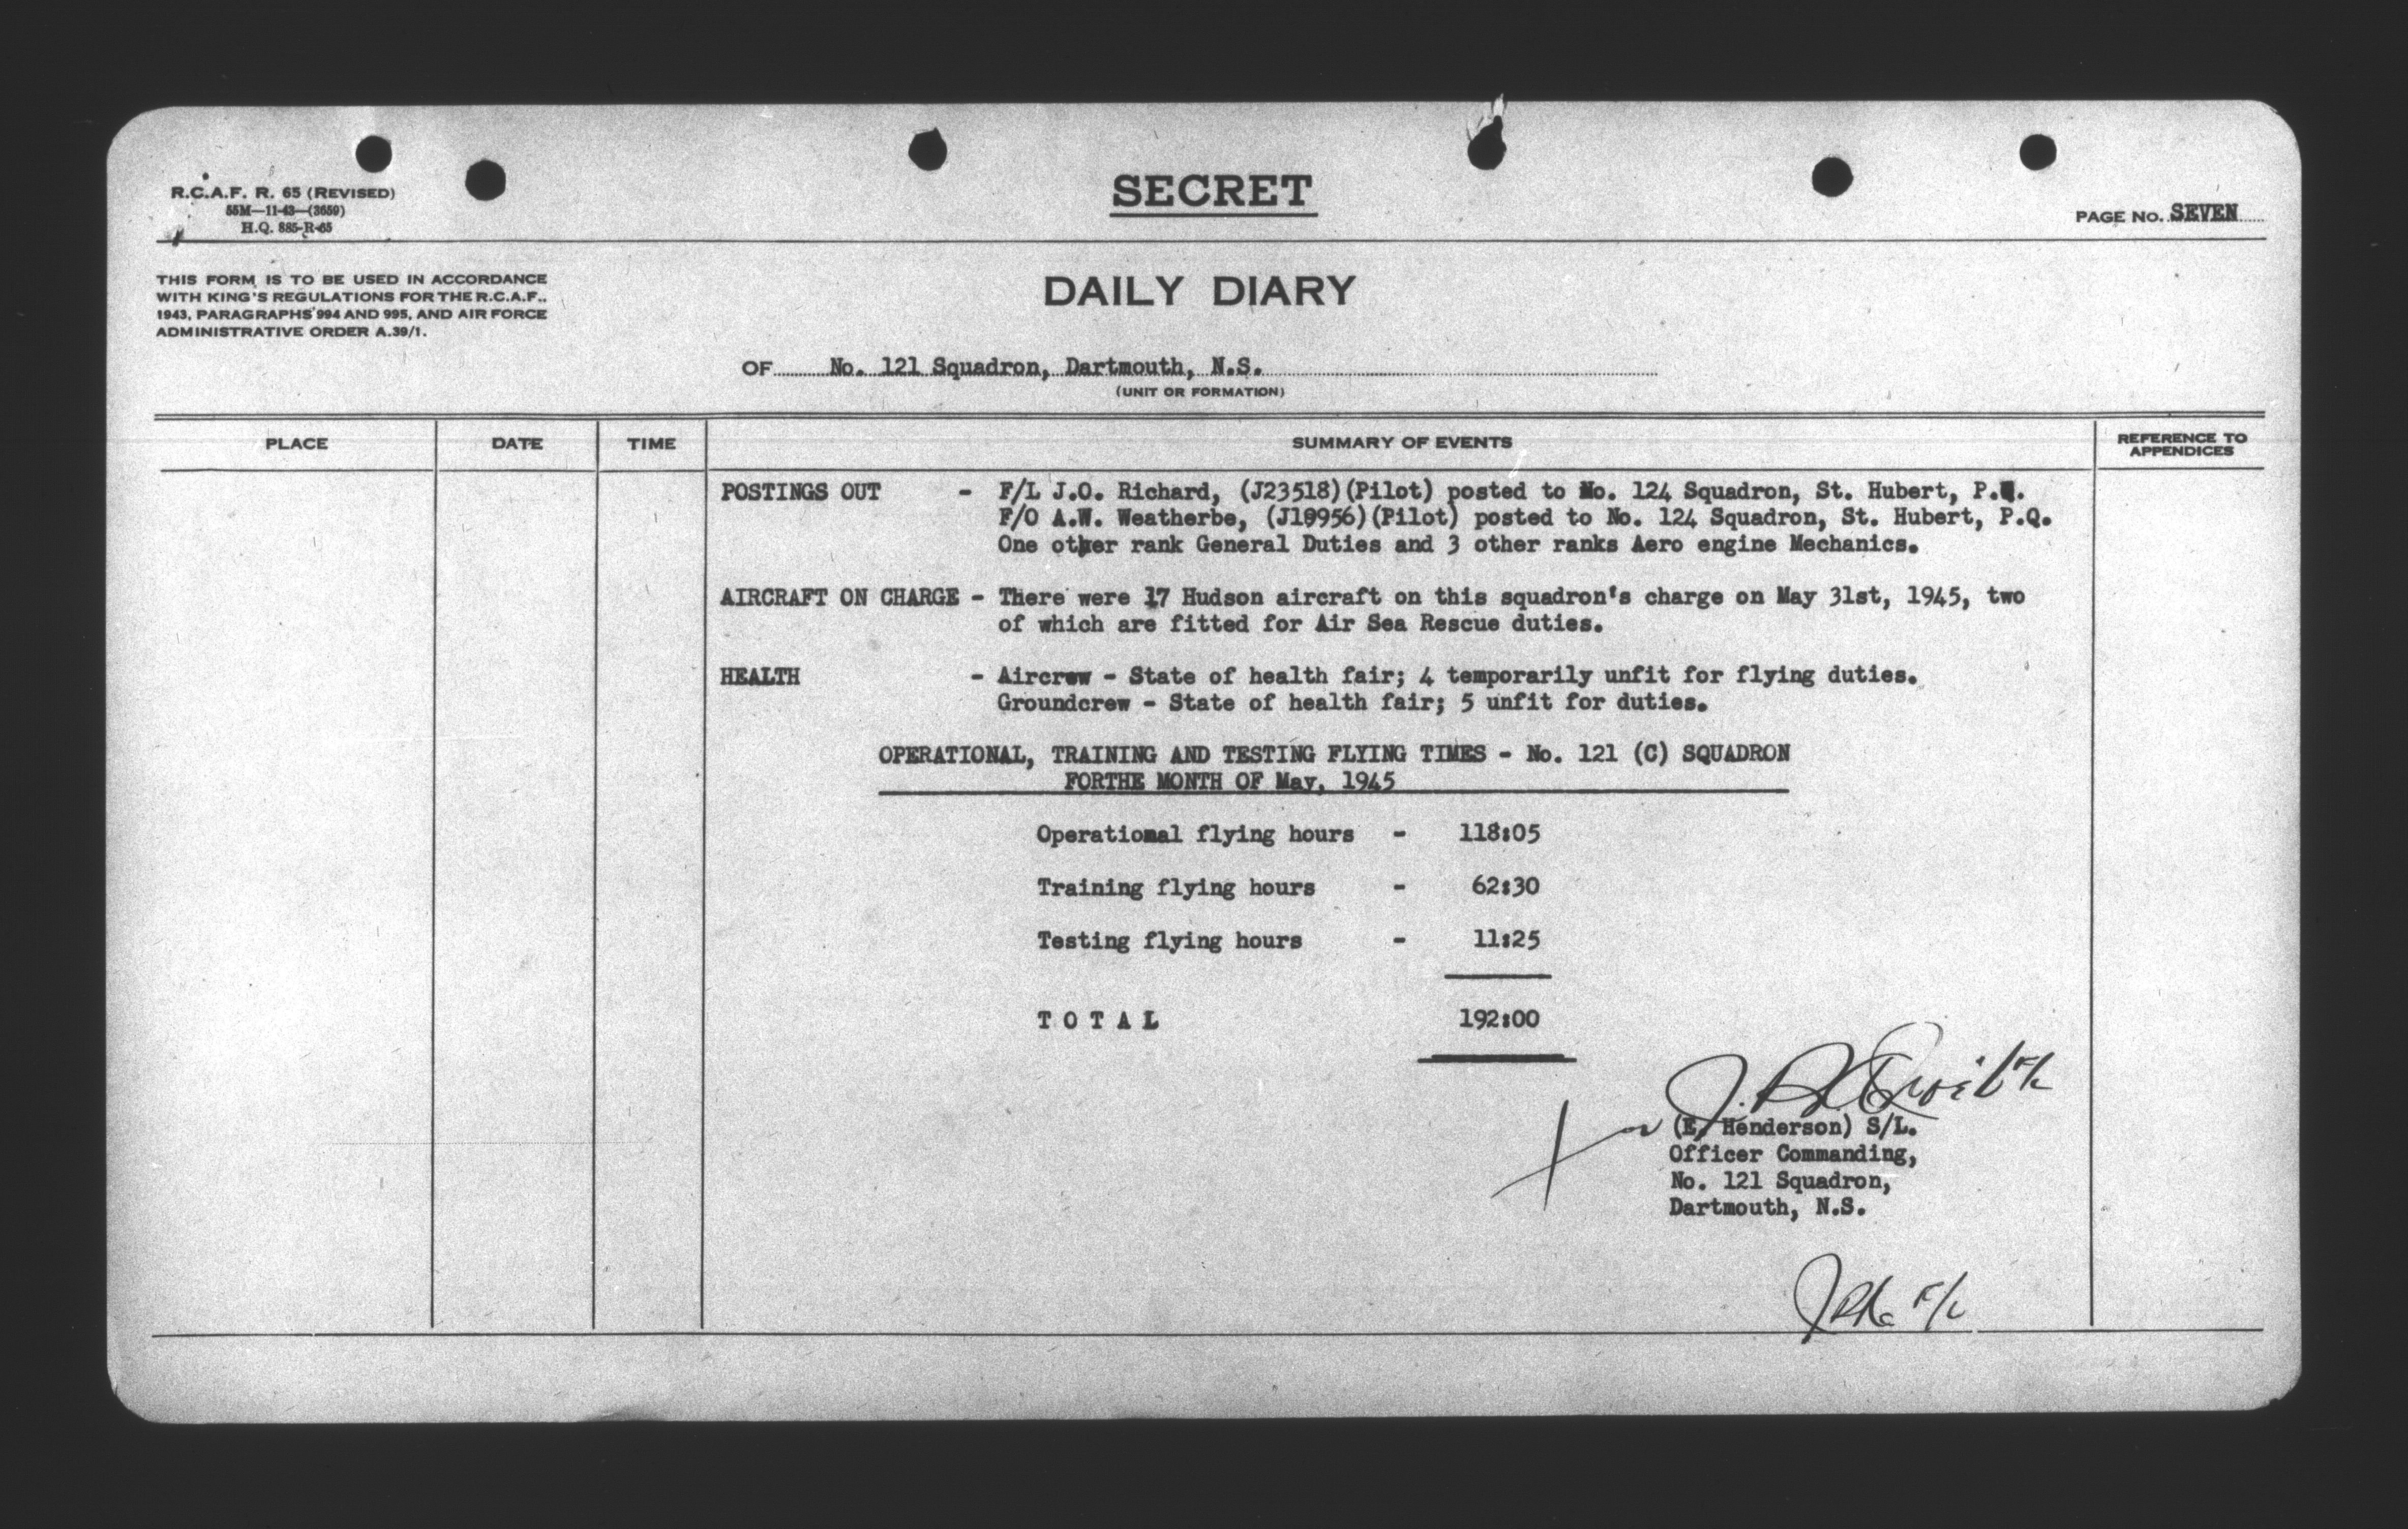 R.C.A.F. R. 65 (REVISED)
55M—11-43—(3659)
H.Q. 885-R-65
SECRET
PAGE NO. SEVEN
THIS FORM IS TO BE USED IN ACCORDANCE
WITH KING'S REGULATIONS FOR THE R.C.A.F.,
1943, PARAGRAPHS 994 AND 995, AND AIR FORCE
ADMINISTRATIVE ORDER A.39/1.
DAILY DIARY
OF No. 121 Squadron, Dartmouth, N.S.
(UNIT OR FORMATION)
PLACE DATE TIME SUMMARY OF EVENTS REFERENCE TO APPENDICES
POSTINGS OUT - F/L J.O. Richard, (J23518)(Pilot) posted to No. 124 Squadron, St. Hubert, P.Q.
F/O A.W. Weatherbe, (J19956)(Pilot) posted to No. 124 Squadron, St. Hubert, P.Q.
One other rank General Duties and 3 other ranks Aero engine Mechanics.
AIRCRAFT ON CHARGE - There were 17 Hudson aircraft on this squadron's charge on May 31st, 1945, two
of which are fitted for Air Sea Rescue duties.
HEALTH - Aircrew - State of health fair; 4 temporarily unfit for flying duties.
Groundcrew - State of health fair; 5 unfit for duties.
OPERATIONAL, TRAINING AND TESTING FLYING TIMES - No. 121 (C) SQUADRON
FORTHE MONTH OF May, 1945
Operational flying hours - 118:05
Training flying hours - 62:30
Testing flying hours - 11:25
T O T A L 192:00
for F/L
(E. Henderson) S/L.
Officer Commanding,
No. 121 Squadron,
Dartmouth, N.S.
F/L